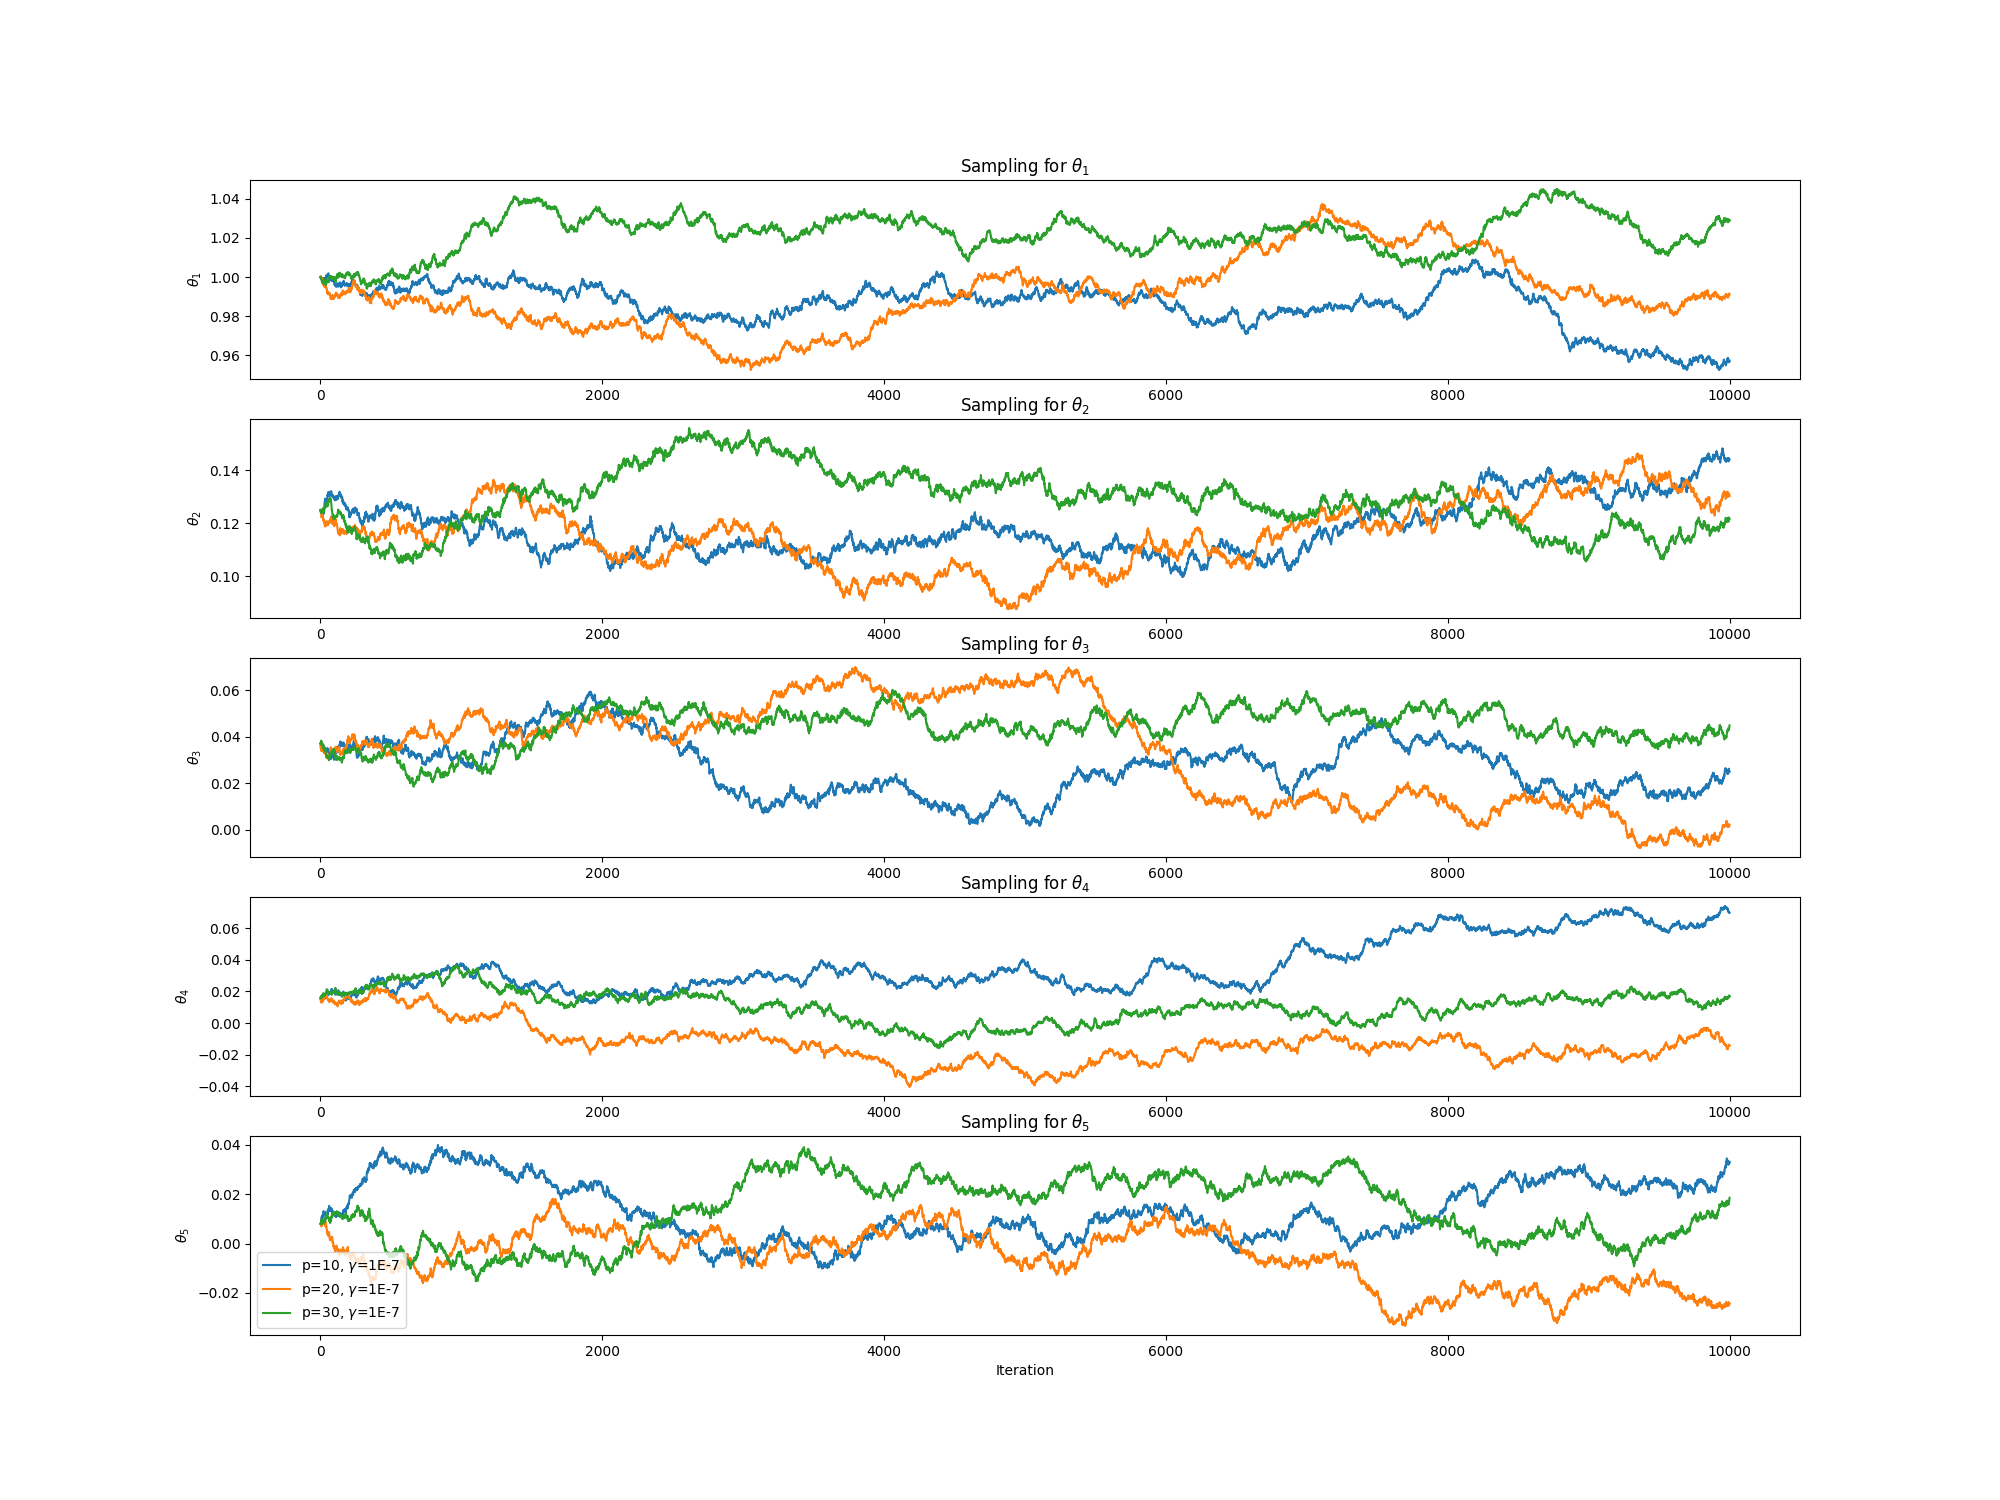 Sampling for θ1
1.04
1.02
1.00
0.98
0.96
θ1
0 2000 4000 6000 8000 10000
Sampling for θ2
0.14
0.12
0.10
θ2
0 2000 4000 6000 8000 10000
Sampling for θ3
0.06
0.04
0.02
0.00
θ3
0 2000 4000 6000 8000 10000
Sampling for θ4
0.06
0.04
0.02
0.00
−0.02
−0.04
θ4
0 2000 4000 6000 8000 10000
Sampling for θ5
0.04
0.02
0.00
−0.02
θ5
p=10, γ=1E-7
p=20, γ=1E-7
p=30, γ=1E-7
0 2000 4000 6000 8000 10000
Iteration